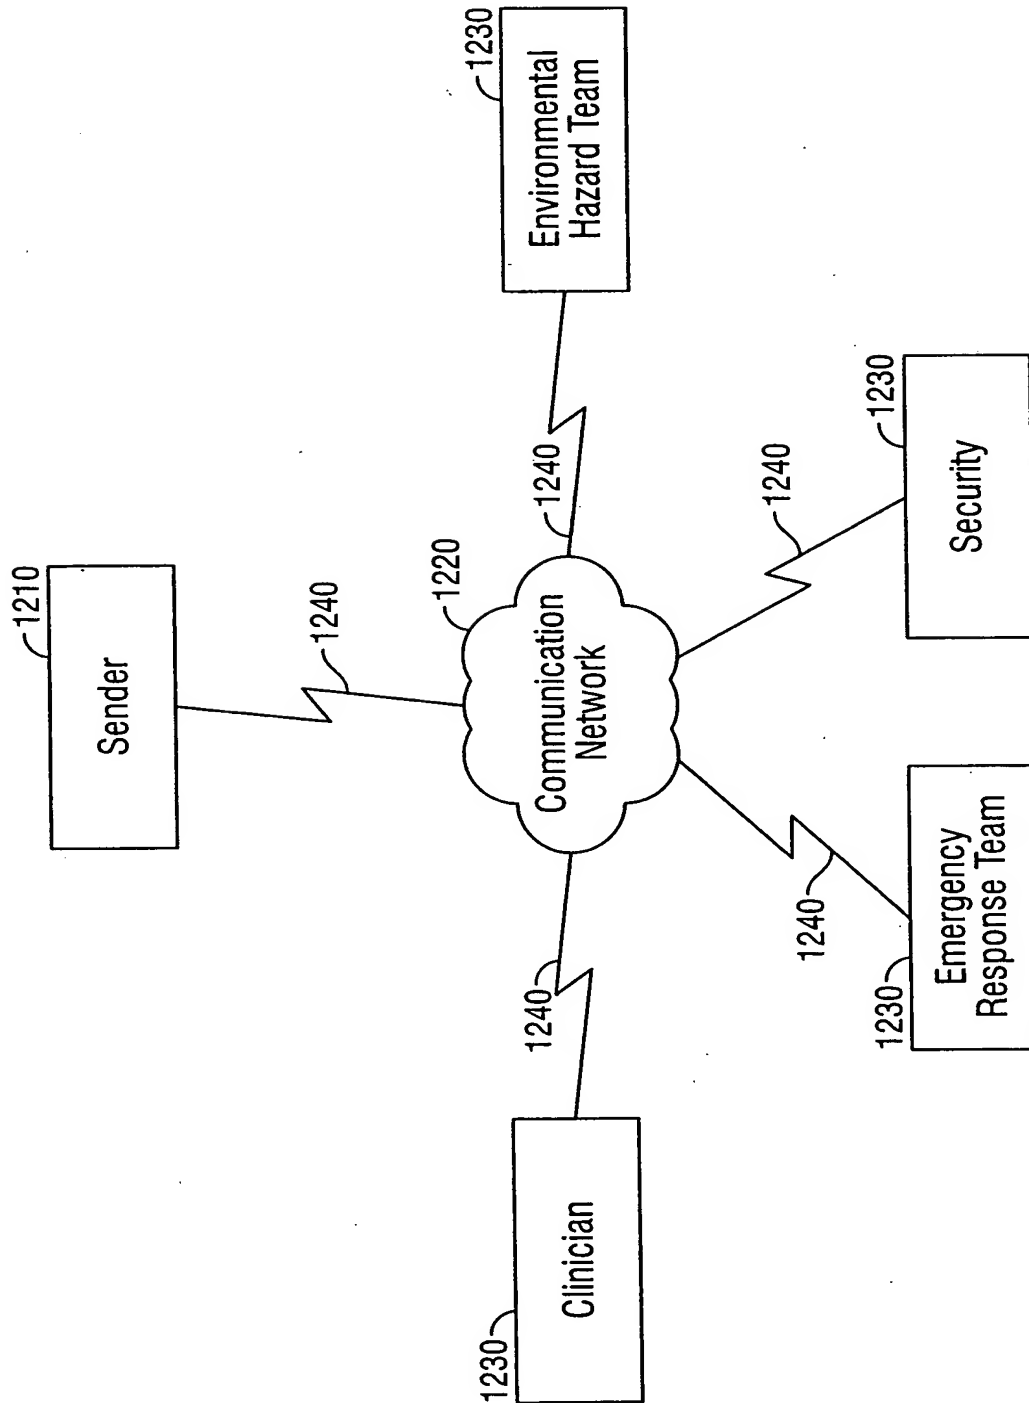 1210
Sender
1240
1220
Communication
Network
1240
1230
Clinician
1240
1230
Environmental
Hazard Team
1240
1230
Emergency
Response Team
1240
1230
Security